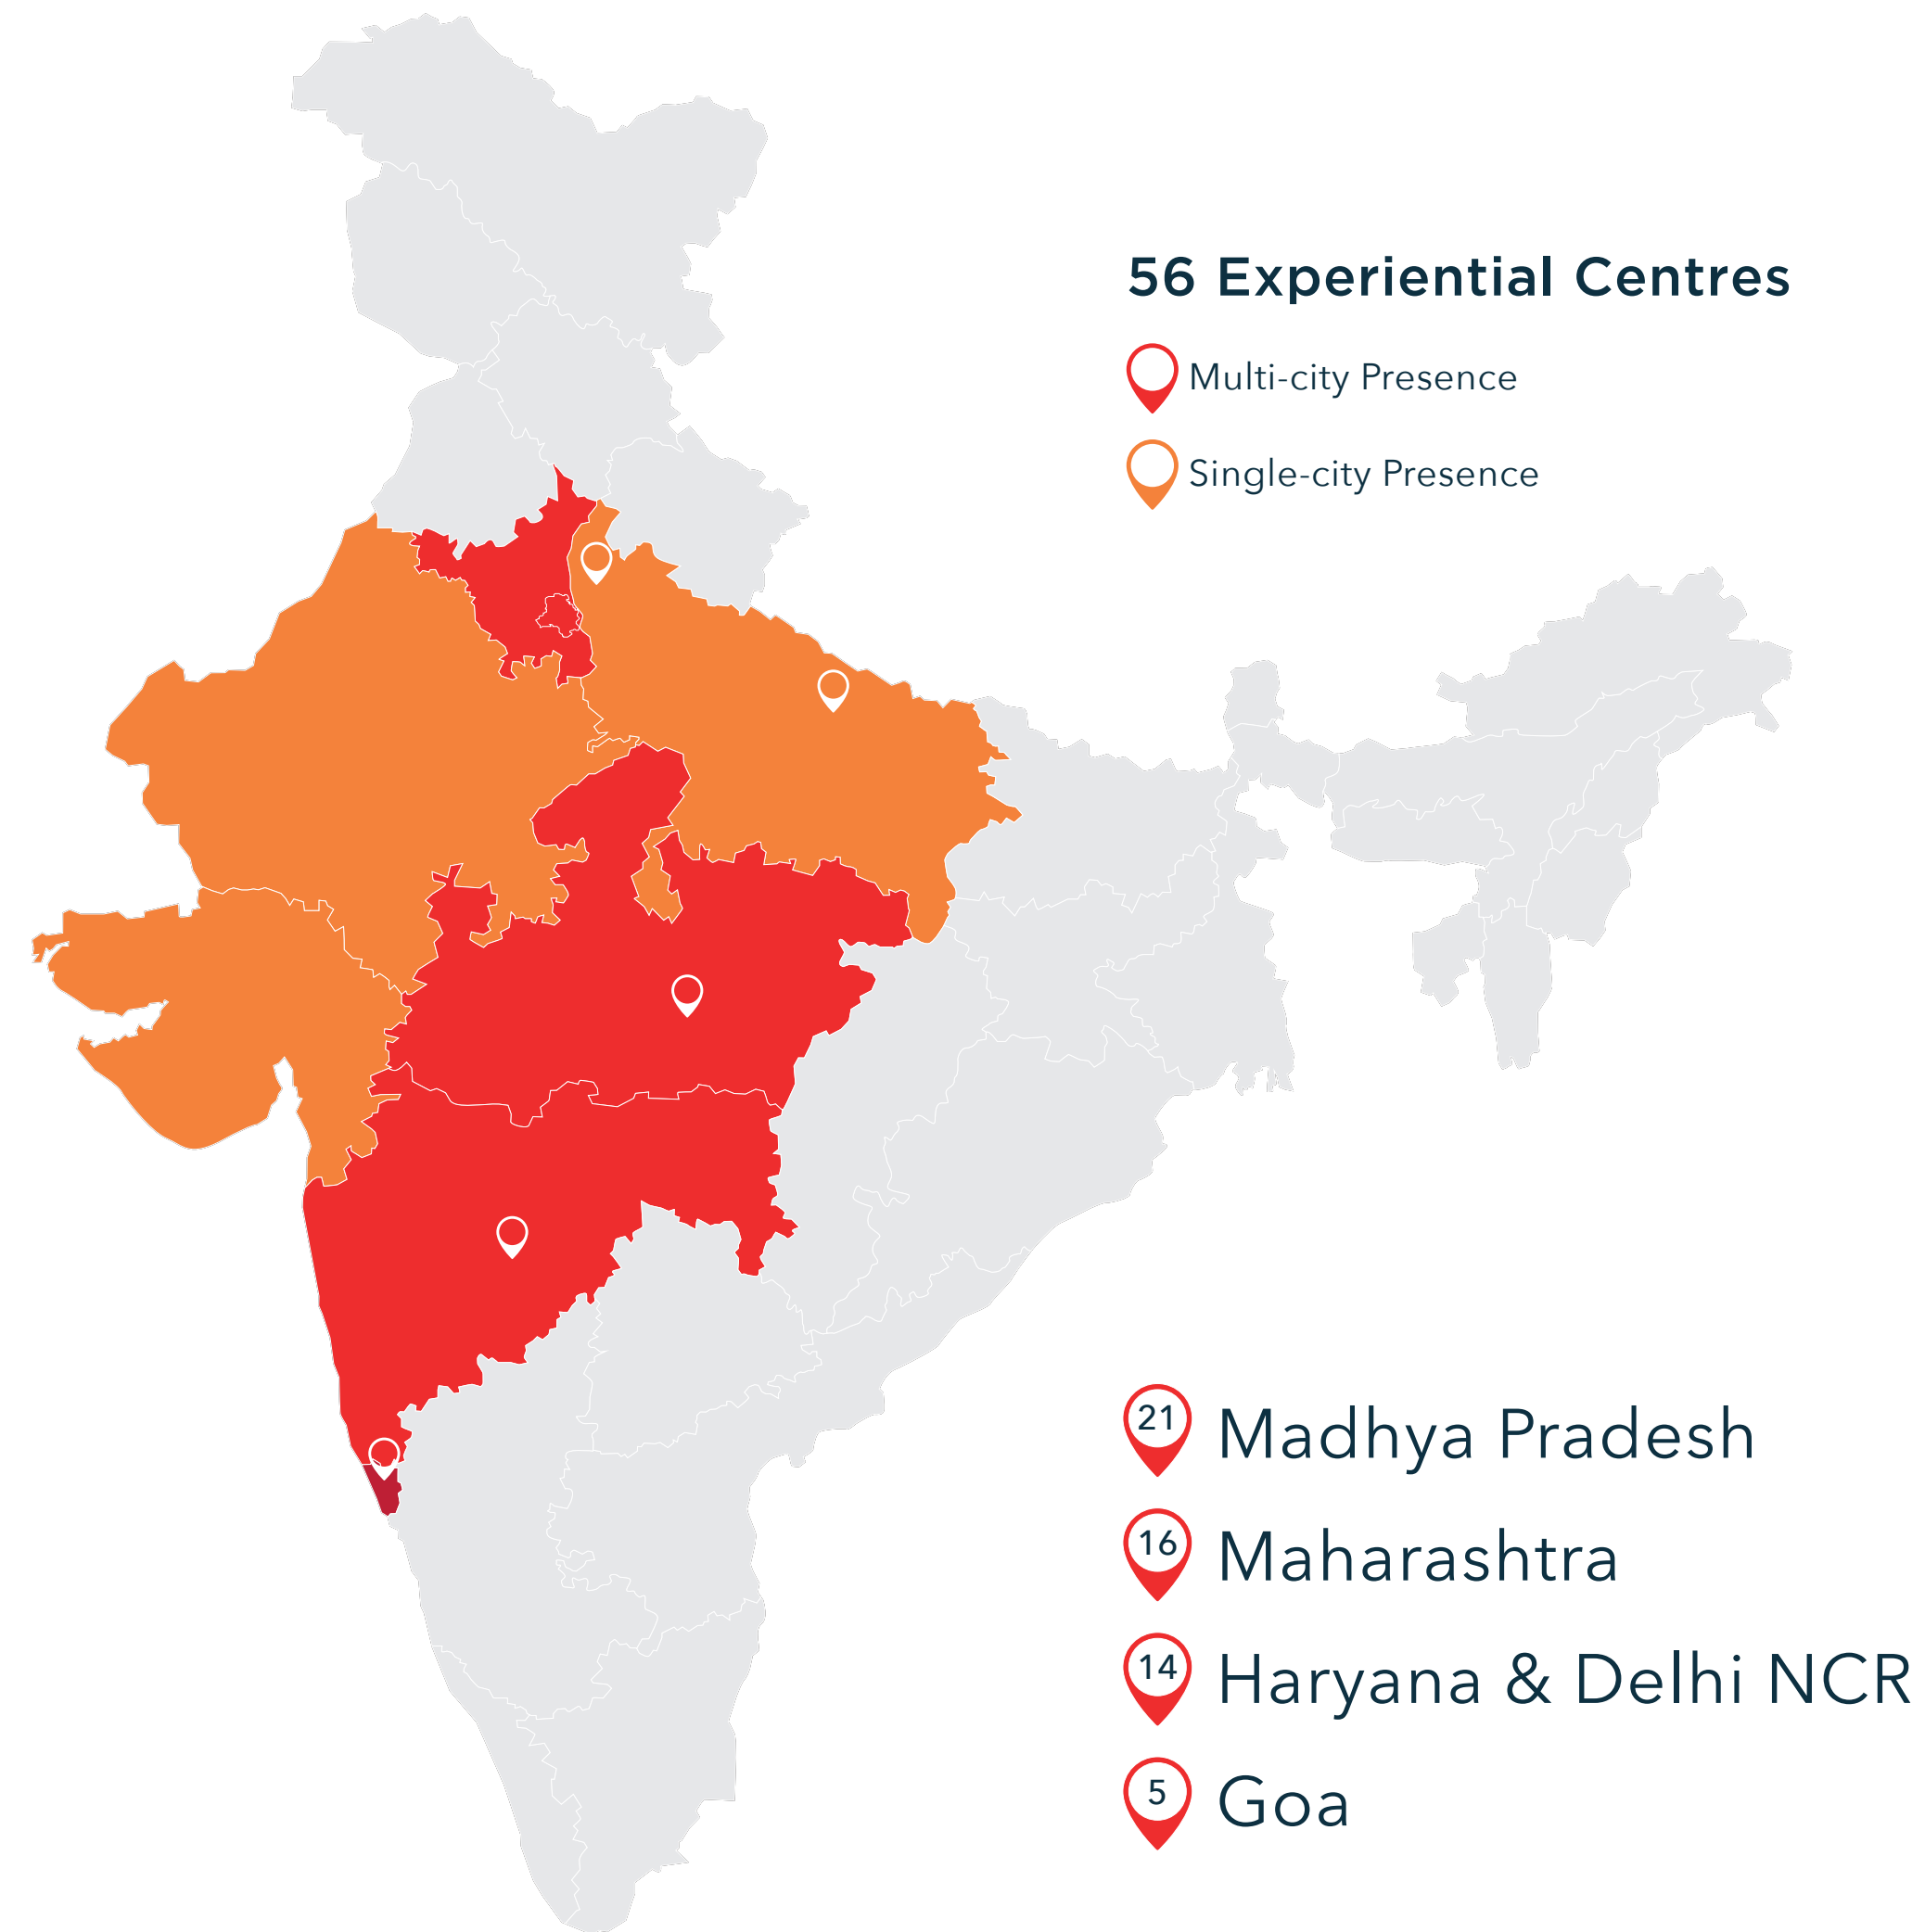 56 Experiential Centres
Multi-city Presence
Single-city Presence
21 Madhya Pradesh
16 Maharashtra
14 Haryana & Delhi NCR
5 Goa